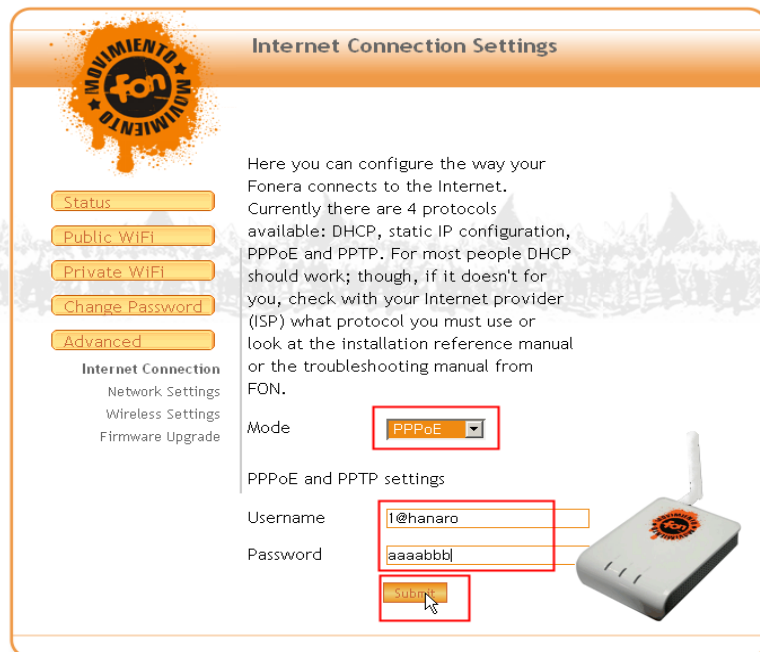 Internet Connection Settings
MOVIMIENTO
MOVIMIENTO
fon
Here you can configure the way your
Fonera connects to the Internet.
Currently there are 4 protocols
available: DHCP, static IP configuration,
PPPoE and PPTP. For most people DHCP
should work; though, if it doesn't for
you, check with your Internet provider
(ISP) what protocol you must use or
look at the installation reference manual
or the troubleshooting manual from
FON.
Status
Public WiFi
Private WiFi
Change Password
Advanced
Internet Connection
Network Settings
Wireless Settings
Firmware Upgrade
Mode
PPPoE
PPPoE and PPTP settings
Username
1@hanaro
Password
aaaabbb
Submit
fon